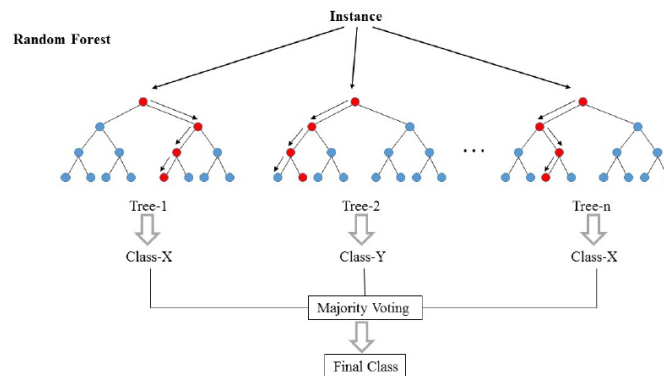 Instance
Random Forest
...
Tree-1 Tree-2 Tree-n
Class-X Class-Y Class-X
Majority Voting
Final Class